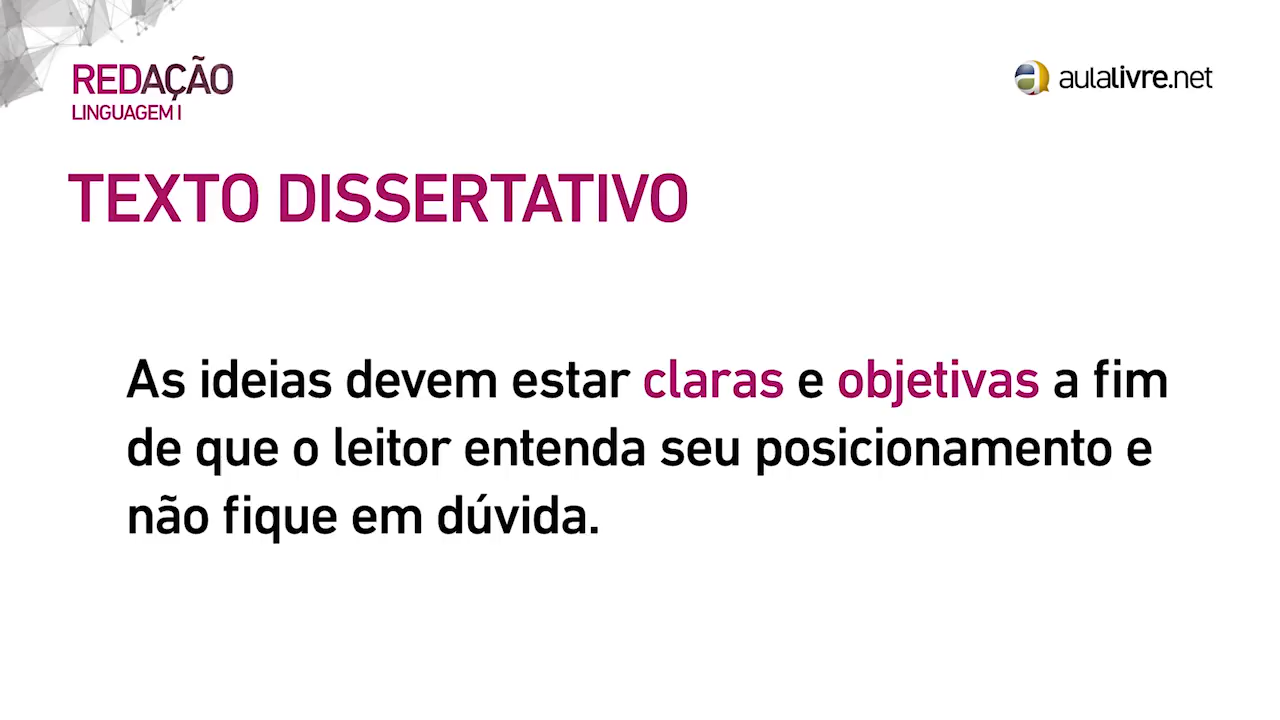 REDAÇÃO
LINGUAGEM I
aulalivre.net
TEXTO DISSERTATIVO
As ideias devem estar claras e objetivas a fim
de que o leitor entenda seu posicionamento e
não fique em dúvida.